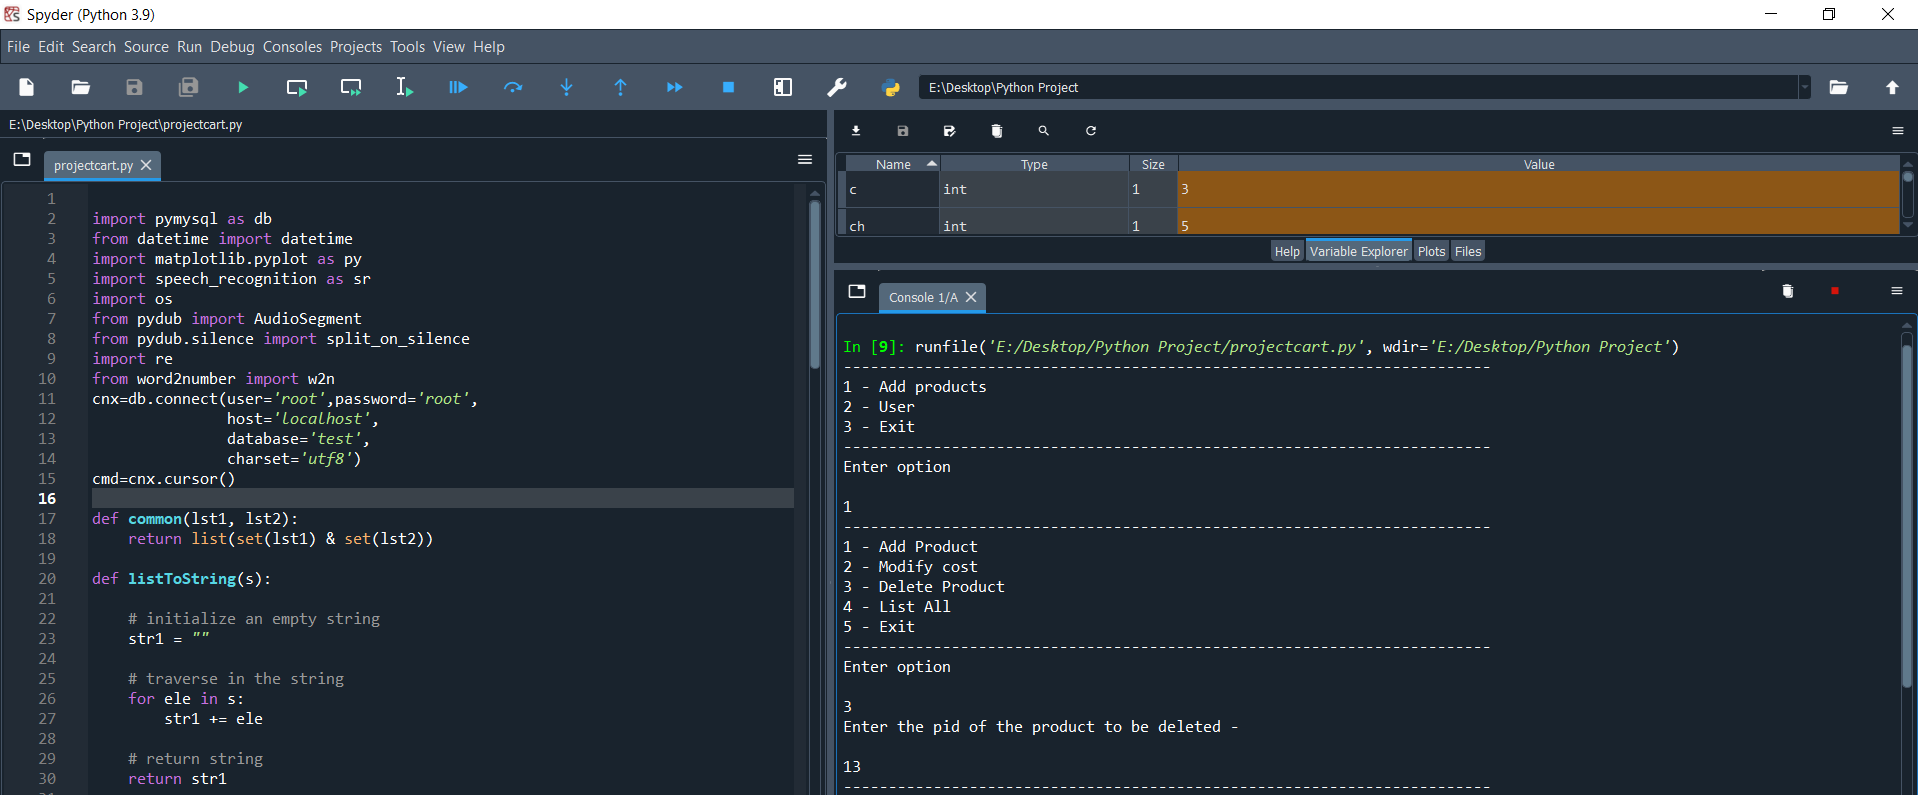 Spyder (Python 3.9)
File Edit Search Source Run Debug Consoles Projects Tools View Help
E:\Desktop\Python Project
E:\Desktop\Python Project\projectcart.py
projectcart.py
1
2 import pymysql as db
3 from datetime import datetime
4 import matplotlib.pyplot as py
5 import speech_recognition as sr
6 import os
7 from pydub import AudioSegment
8 from pydub.silence import split_on_silence
9 import re
10 from word2number import w2n
11 cnx=db.connect(user='root',password='root',
12 host='localhost',
13 database='test',
14 charset='utf8')
15 cmd=cnx.cursor()
16
17 def common(lst1, lst2):
18 return list(set(lst1) & set(lst2))
19
20 def listToString(s):
21
22 # initialize an empty string
23 str1 = ""
24
25 # traverse in the string
26 for ele in s:
27 str1 += ele
28
29 # return string
30 return str1
Name Type Size Value
c int 1 3
ch int 1 5
Help Variable Explorer Plots Files
Console 1/A
In [9]: runfile('E:/Desktop/Python Project/projectcart.py', wdir='E:/Desktop/Python Project')
------------------------------------------------------------------------
1 - Add products
2 - User
3 - Exit
------------------------------------------------------------------------
Enter option
1
------------------------------------------------------------------------
1 - Add Product
2 - Modify cost
3 - Delete Product
4 - List All
5 - Exit
------------------------------------------------------------------------
Enter option
3
Enter the pid of the product to be deleted -
13
------------------------------------------------------------------------